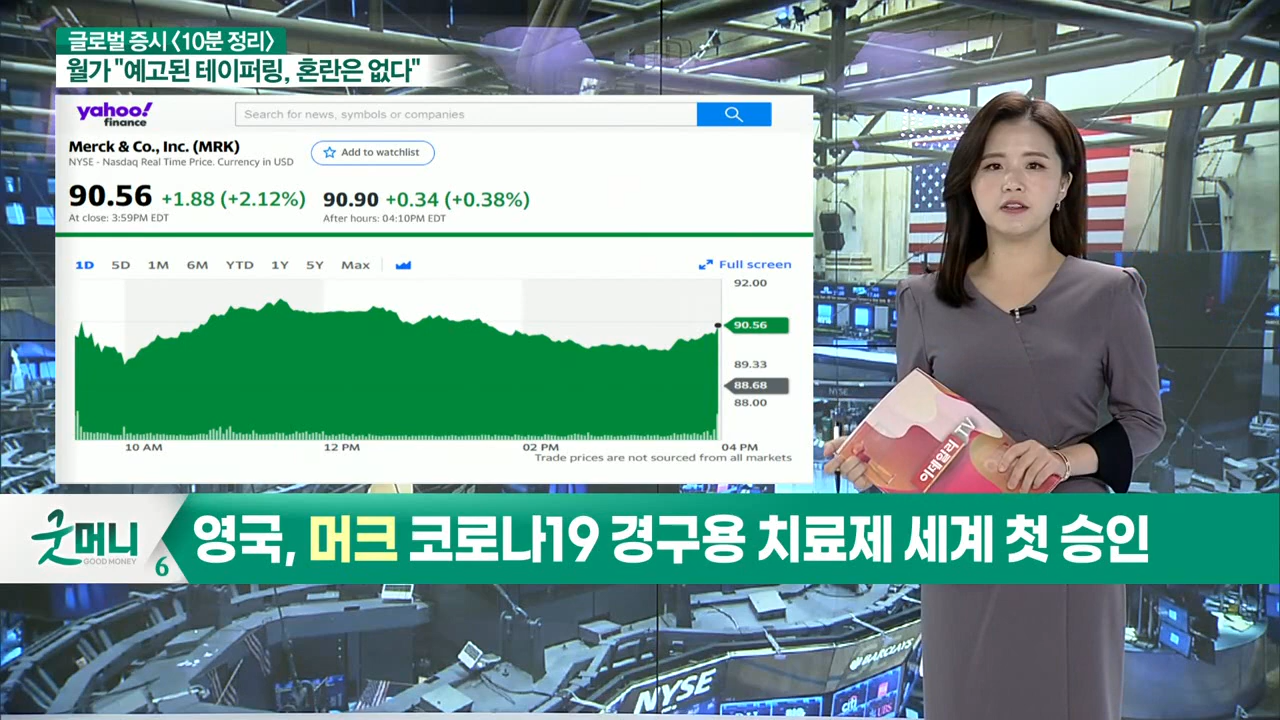 글로벌 증시 <10분 정리>
월가 "예고된 테이퍼링, 혼란은 없다"
yahoo!
finance
Search for news, symbols or companies
Merck & Co., Inc. (MRK)
NYSE - Nasdaq Real Time Price. Currency in USD
Add to watchlist
90.56 +1.88 (+2.12%) 90.90 +0.34 (+0.38%)
At close: 3:59PM EDT After hours: 04:10PM EDT
1D 5D 1M 6M YTD 1Y 5Y Max Full screen
92.00
90.56
89.33
88.68
88.00
10 AM 12 PM 02 PM 04 PM
Trade prices are not sourced from all markets
NYSE
이데일리 TV
굿머니
GOOD MONEY
6
영국, 머크 코로나19 경구용 치료제 세계 첫 승인
BARCLAYS
NYSE
citi
UBS